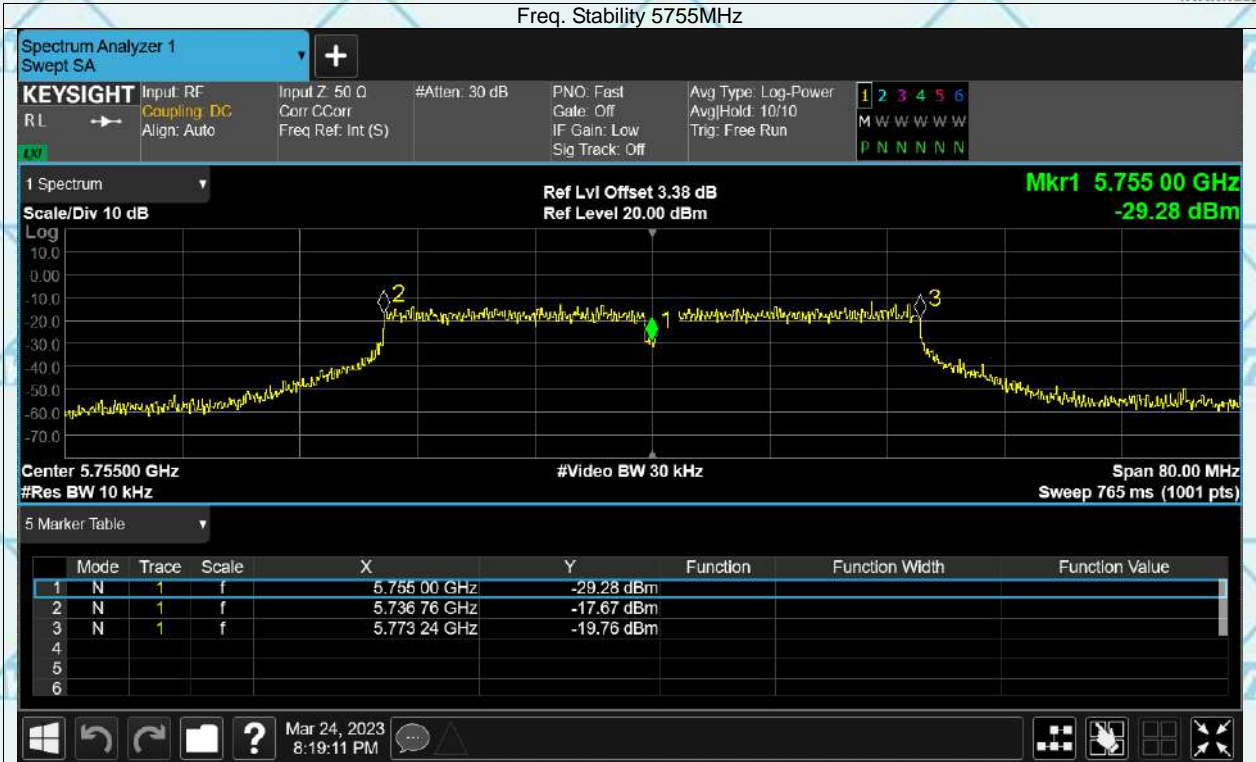 Freq. Stability 5755MHz
Spectrum Analyzer 1
Swept SA
KEYSIGHT
R L
LXI
Input: RF
Coupling: DC
Align: Auto
Input Z: 50 Ω
Corr CCorr
Freq Ref: Int (S)
#Atten: 30 dB
PNO: Fast
Gate: Off
IF Gain: Low
Sig Track: Off
Avg Type: Log-Power
Avg|Hold: 10/10
Trig: Free Run
1 2 3 4 5 6
M W W W W W
P N N N N N
1 Spectrum
Scale/Div 10 dB
Ref Lvl Offset 3.38 dB
Ref Level 20.00 dBm
Mkr1 5.755 00 GHz
-29.28 dBm
Log
10.0
0.00
-10.0
-20.0
-30.0
-40.0
-50.0
-60.0
-70.0
2
1
3
Center 5.75500 GHz
#Video BW 30 kHz
Span 80.00 MHz
#Res BW 10 kHz
Sweep 765 ms (1001 pts)
5 Marker Table
Mode Trace Scale X Y Function Function Width Function Value
1 N 1 f 5.755 00 GHz -29.28 dBm
2 N 1 f 5.736 76 GHz -17.67 dBm
3 N 1 f 5.773 24 GHz -19.76 dBm
4
5
6
?
Mar 24, 2023
8:19:11 PM